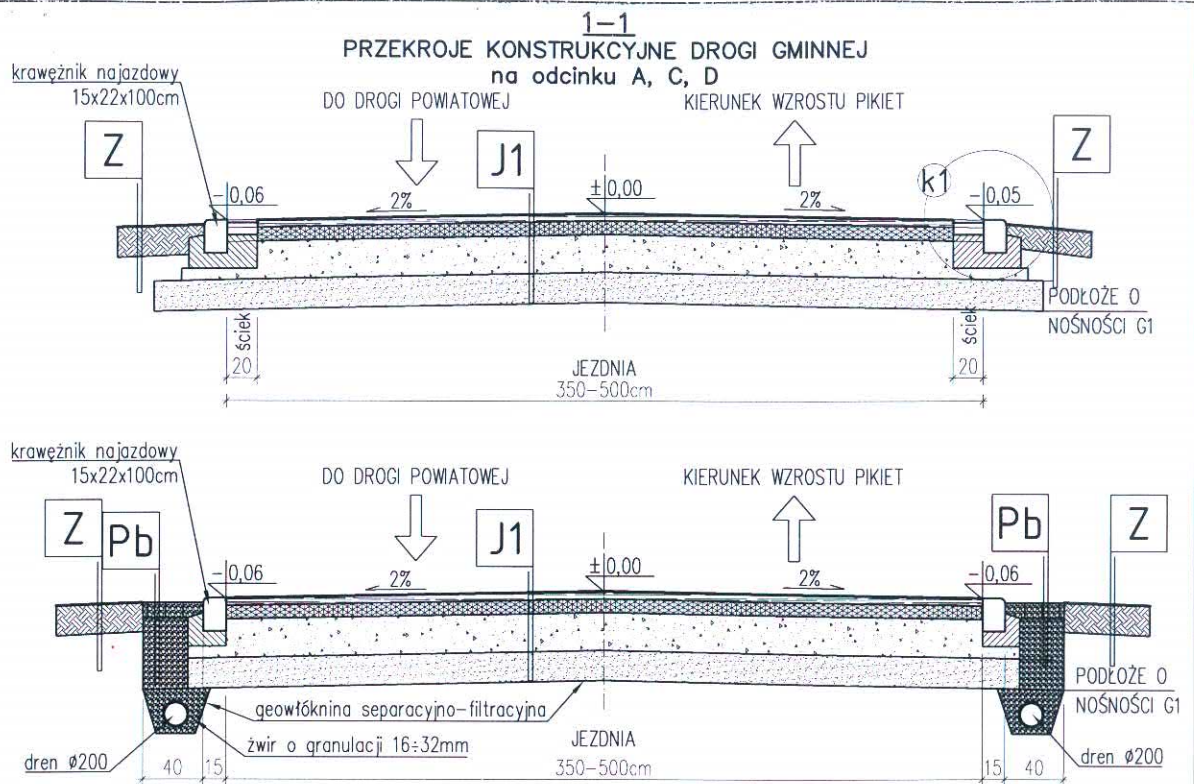 1-1
PRZEKROJE KONSTRUKCYJNE DROGI GMINNEJ
na odcinku A, C, D
krawężnik najazdowy
15x22x100cm
DO DROGI POWIATOWEJ
KIERUNEK WZROSTU PIKIET
Z
J1
Z
k1
-0,06
2%
±0,00
2%
-0,05
PODŁOŻE O
NOŚNOŚCI G1
ściek
ściek
20
20
JEZDNIA
350-500cm
krawężnik najazdowy
15x22x100cm
DO DROGI POWIATOWEJ
KIERUNEK WZROSTU PIKIET
Z
Pb
J1
Pb
Z
-0,06
2%
±0,00
2%
-0,06
PODŁOŻE O
NOŚNOŚCI G1
geowłóknina separacyjno-filtracyjna
żwir o granulacji 16÷32mm
JEZDNIA
dren ø200
dren ø200
40
15
350-500cm
15
40